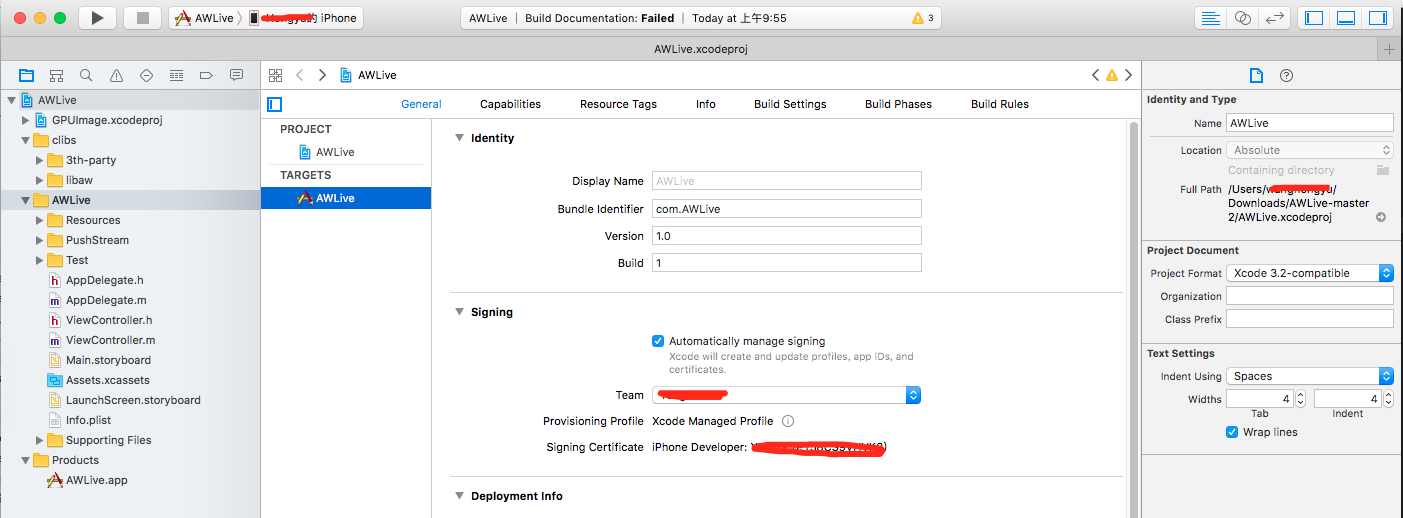 AWLive
的 iPhone
AWLive | Build Documentation: Failed | Today at 上午9:55
3
AWLive.xcodeproj
AWLive
GPUImage.xcodeproj
clibs
3th-party
libaw
AWLive
Resources
PushStream
Test
AppDelegate.h
AppDelegate.m
ViewController.h
ViewController.m
Main.storyboard
Assets.xcassets
LaunchScreen.storyboard
Info.plist
Supporting Files
Products
AWLive.app
AWLive
General Capabilities Resource Tags Info Build Settings Build Phases Build Rules
PROJECT
AWLive
TARGETS
AWLive
Identity
Display Name AWLive
Bundle Identifier com.AWLive
Version 1.0
Build 1
Signing
Automatically manage signing
Xcode will create and update profiles, app IDs, and
certificates.
Team
Provisioning Profile Xcode Managed Profile
Signing Certificate iPhone Developer:
Deployment Info
Identity and Type
Name AWLive
Location Absolute
Containing directory
Full Path /Users/
Downloads/AWLive-master
2/AWLive.xcodeproj
Project Document
Project Format Xcode 3.2-compatible
Organization
Class Prefix
Text Settings
Indent Using Spaces
Widths 4 4
Tab Indent
Wrap lines